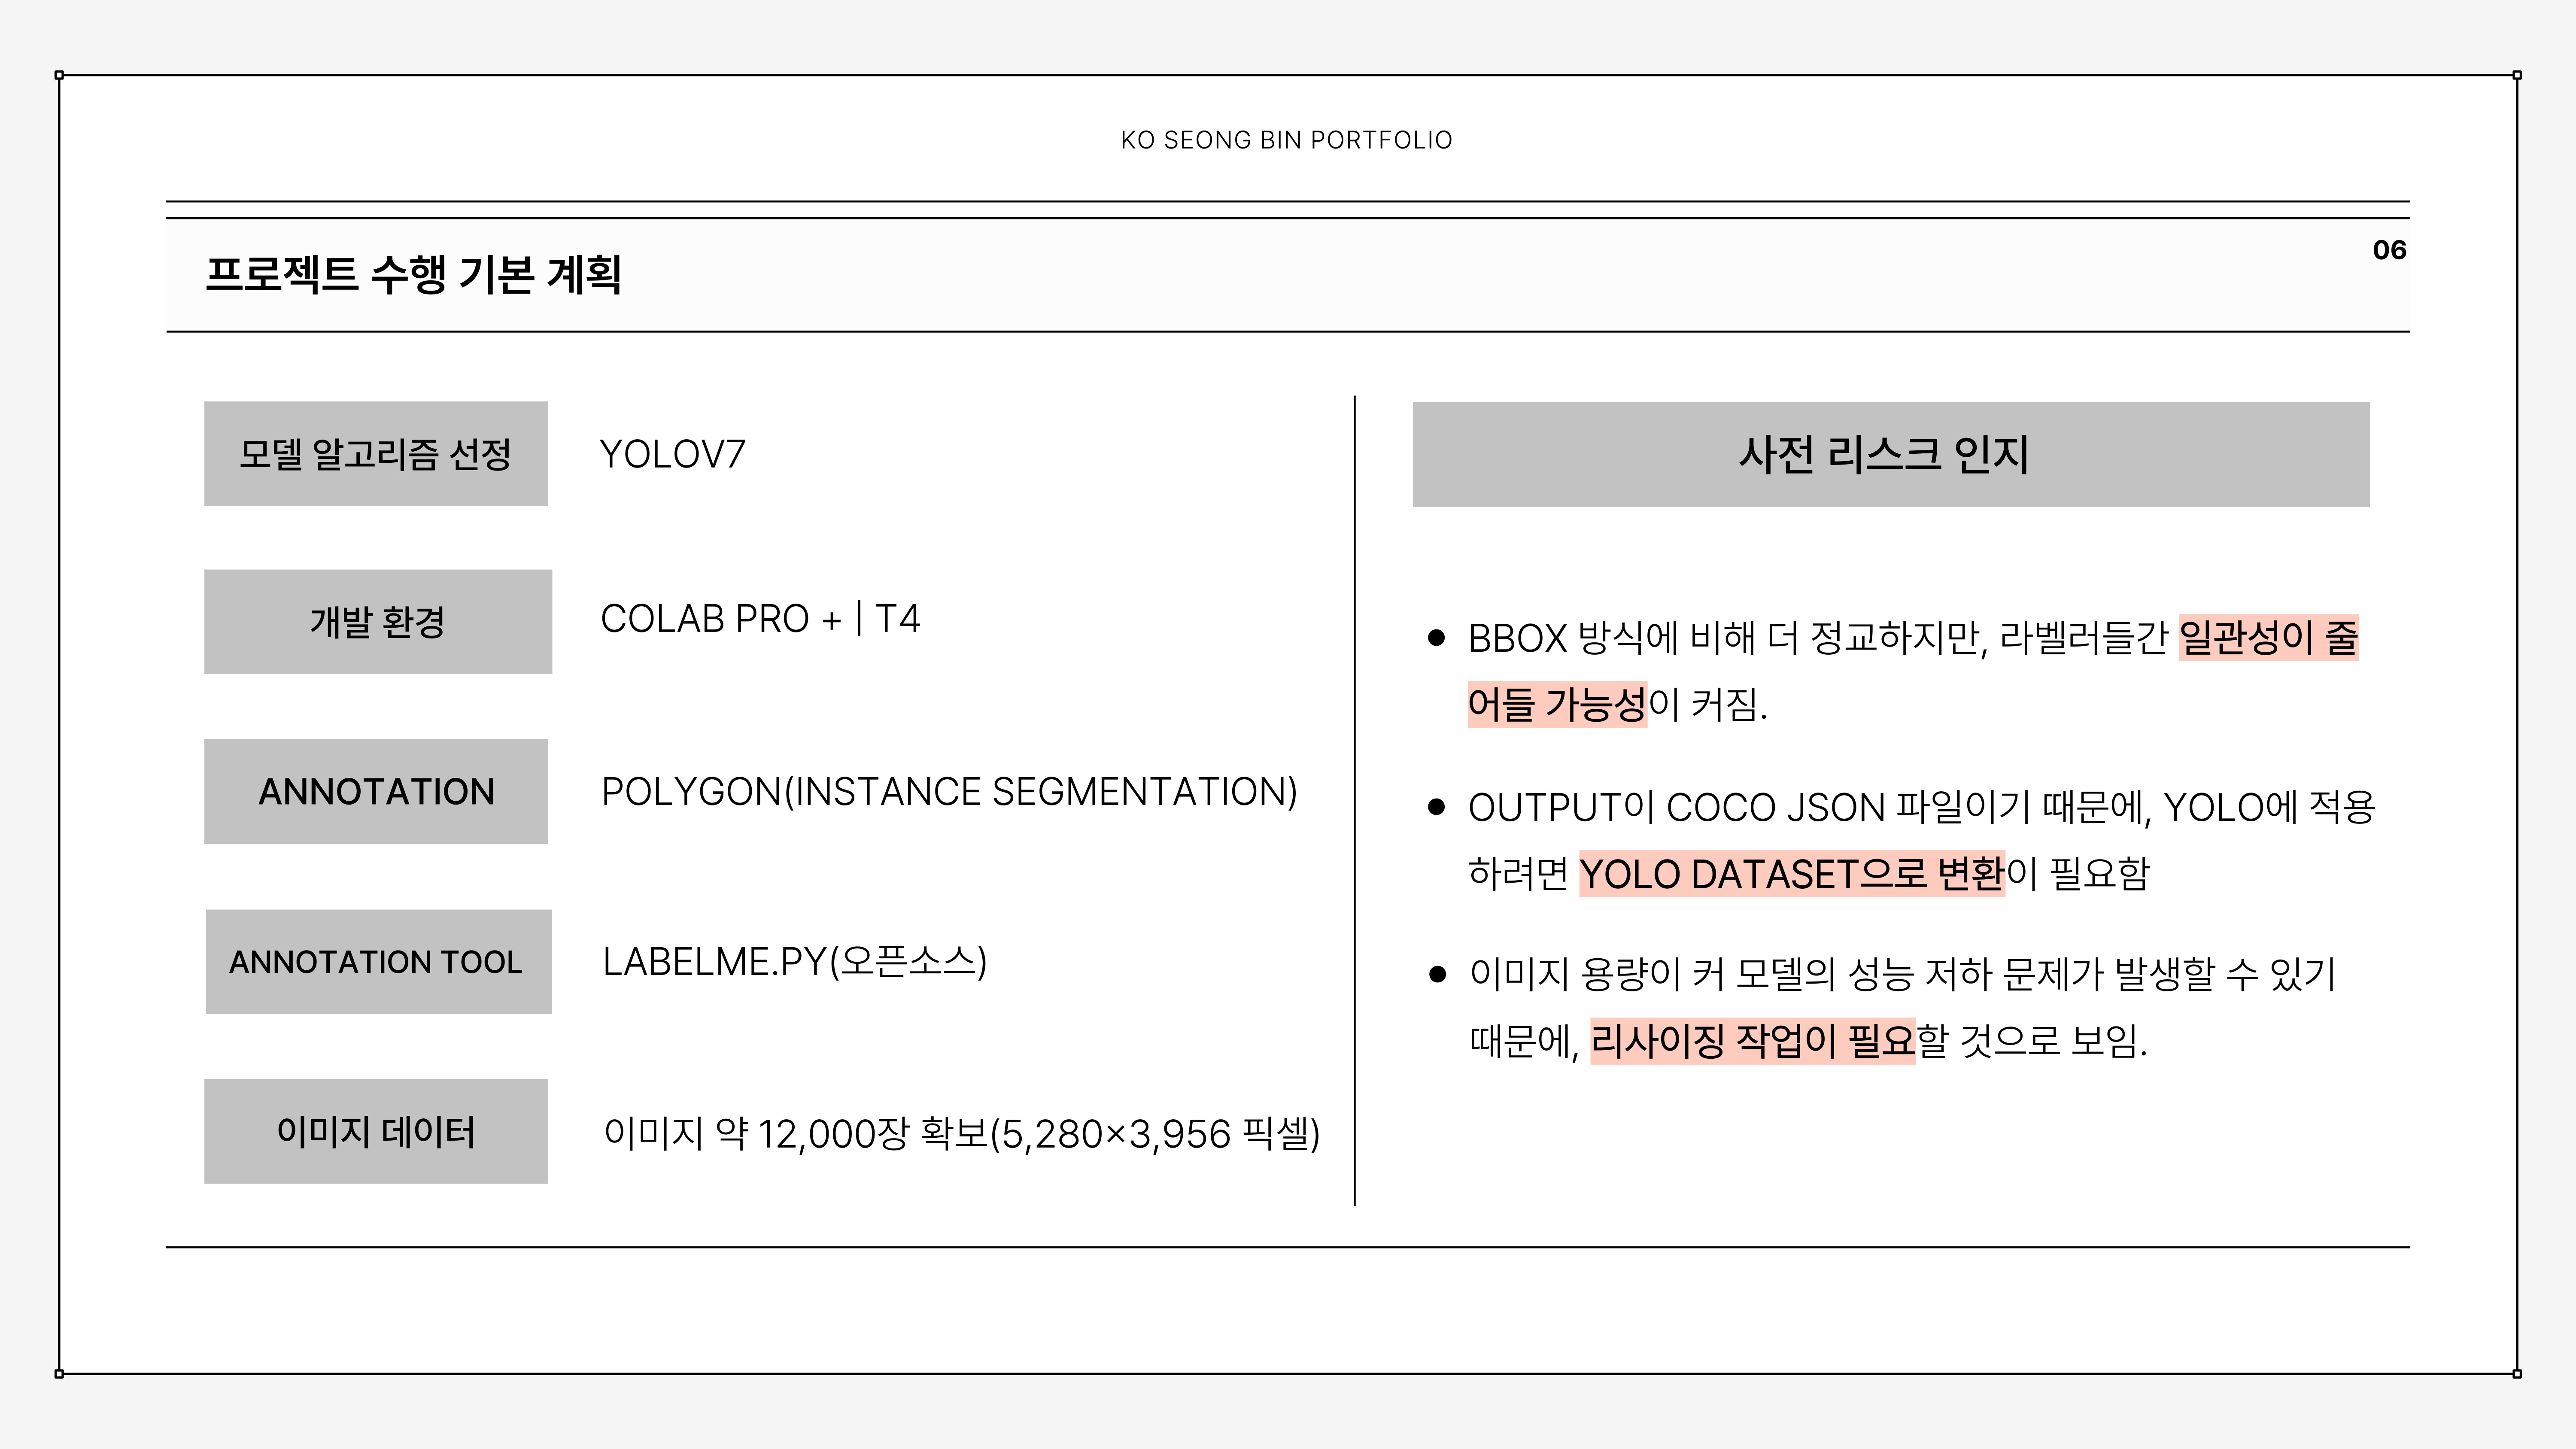 KO SEONG BIN PORTFOLIO
프로젝트 수행 기본 계획
06
모델 알고리즘 선정
YOLOV7
개발 환경
COLAB PRO + | T4
ANNOTATION
POLYGON(INSTANCE SEGMENTATION)
ANNOTATION TOOL
LABELME.PY(오픈소스)
이미지 데이터
이미지 약 12,000장 확보(5,280×3,956 픽셀)
사전 리스크 인지
● BBOX 방식에 비해 더 정교하지만, 라벨러들간 일관성이 줄
어들 가능성이 커짐.
● OUTPUT이 COCO JSON 파일이기 때문에, YOLO에 적용
하려면 YOLO DATASET으로 변환이 필요함
● 이미지 용량이 커 모델의 성능 저하 문제가 발생할 수 있기
때문에, 리사이징 작업이 필요할 것으로 보임.